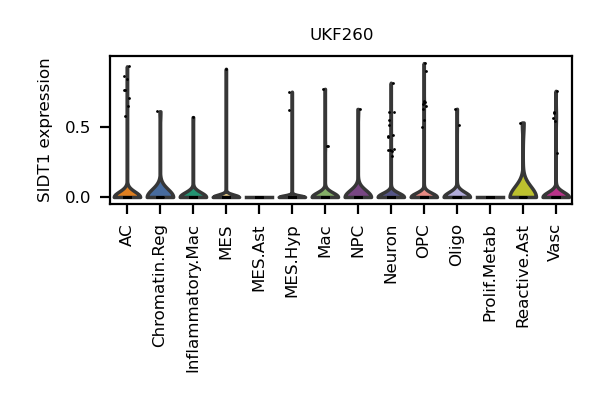 UKF260
SIDT1 expression
0.5
0.0
AC
Chromatin.Reg
Inflammatory.Mac
MES
MES.Ast
MES.Hyp
Mac
NPC
Neuron
OPC
Oligo
Prolif.Metab
Reactive.Ast
Vasc